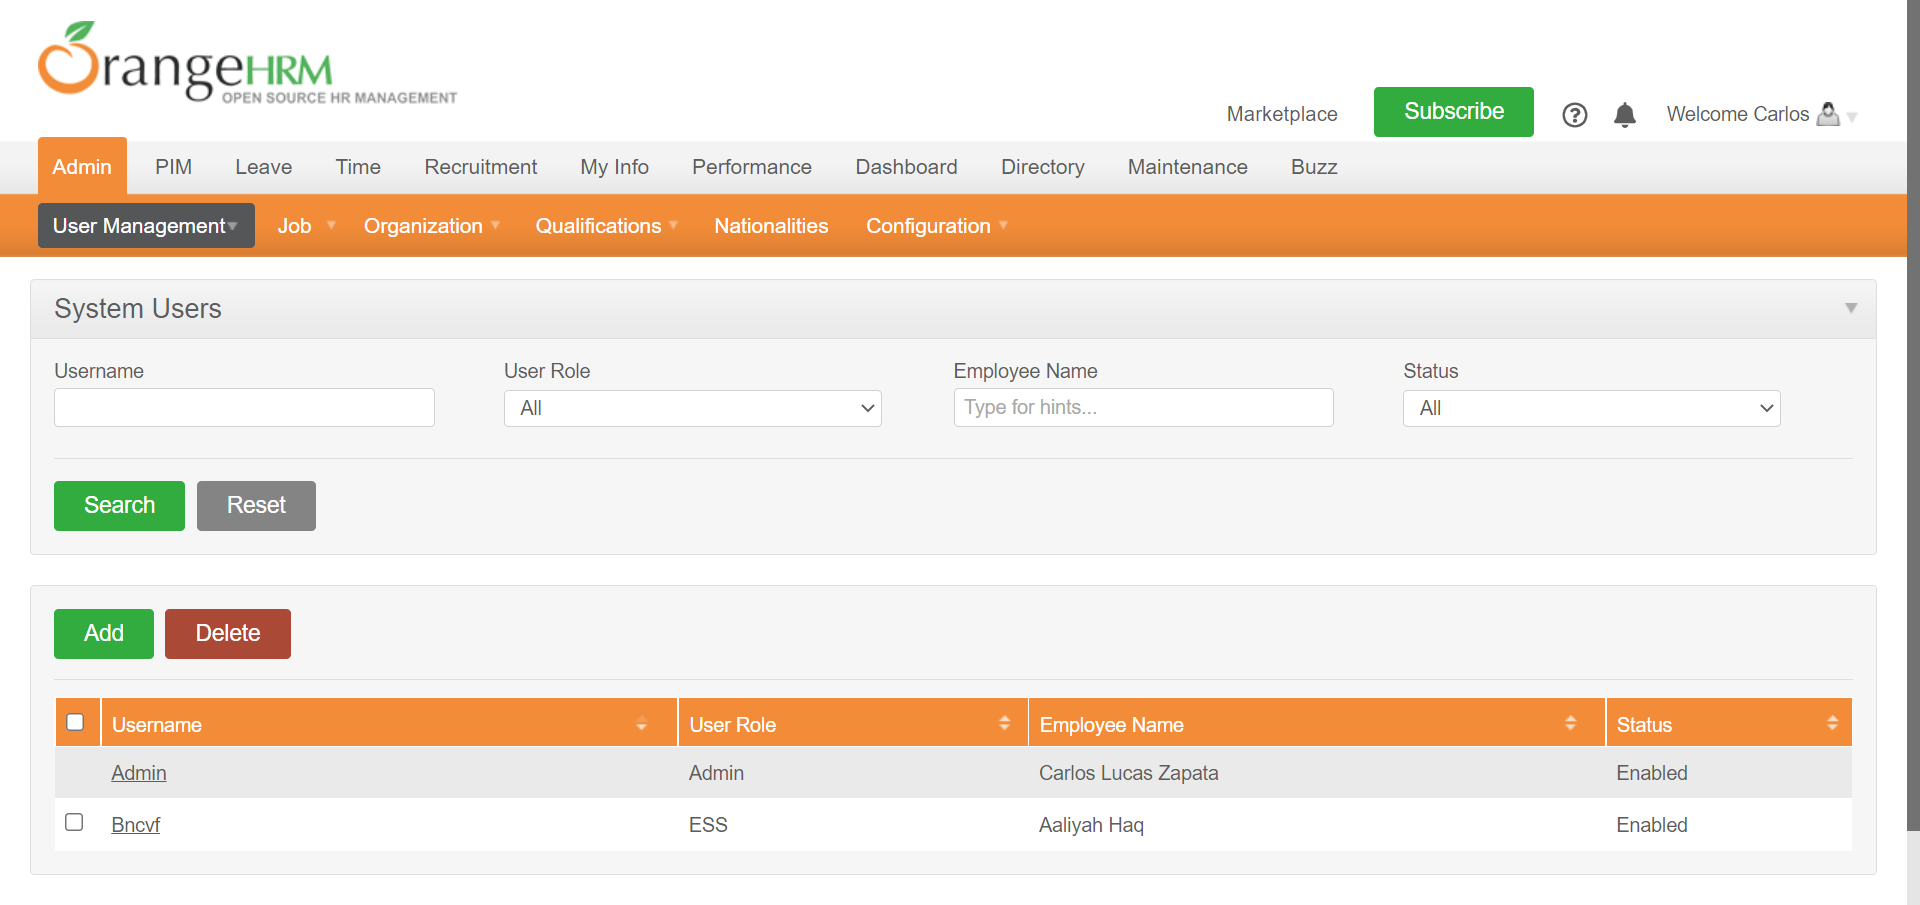 OrangeHRM
OPEN SOURCE HR MANAGEMENT
Marketplace Subscribe Welcome Carlos
Admin PIM Leave Time Recruitment My Info Performance Dashboard Directory Maintenance Buzz
User Management Job Organization Qualifications Nationalities Configuration
System Users
Username User Role Employee Name Status
All Type for hints... All
Search Reset
Add Delete
Username User Role Employee Name Status
Admin Admin Carlos Lucas Zapata Enabled
Bncvf ESS Aaliyah Haq Enabled